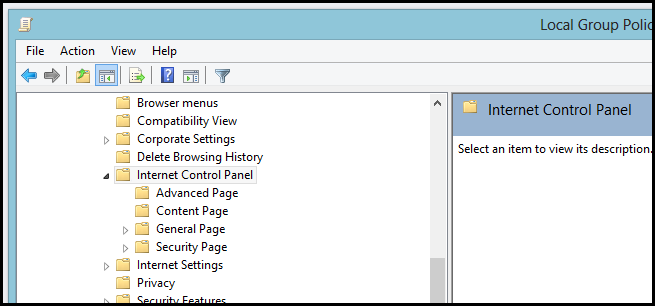 Local Group Polic
File Action View Help
Browser menus
Compatibility View
Corporate Settings
Delete Browsing History
Internet Control Panel
Advanced Page
Content Page
General Page
Security Page
Internet Settings
Privacy
Security Features
Internet Control Panel
Select an item to view its description.